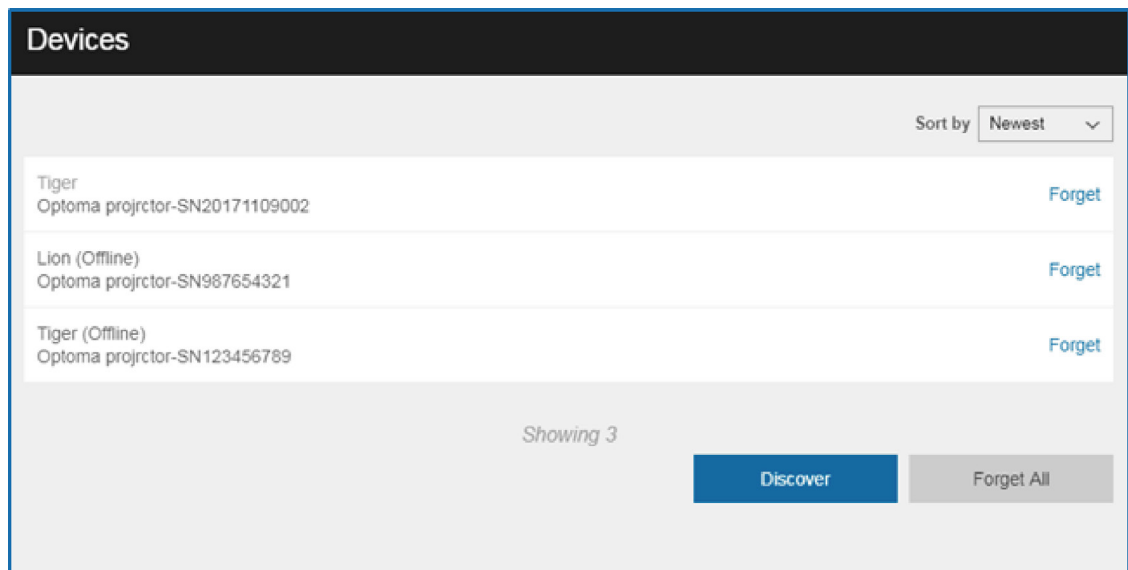 Devices
Sort by Newest
Tiger
Optoma projrctor-SN20171109002
Forget
Lion (Offline)
Optoma projrctor-SN987654321
Forget
Tiger (Offline)
Optoma projrctor-SN123456789
Forget
Showing 3
Discover Forget All